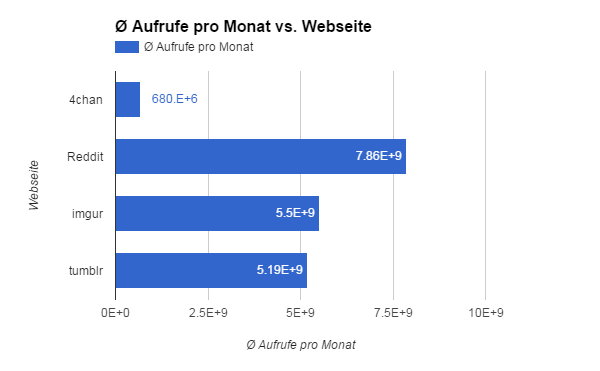 Ø Aufrufe pro Monat vs. Webseite
Ø Aufrufe pro Monat
Webseite
4chan 680.E+6
Reddit 7.86E+9
imgur 5.5E+9
tumblr 5.19E+9
0E+0 2.5E+9 5E+9 7.5E+9 10E+9
Ø Aufrufe pro Monat